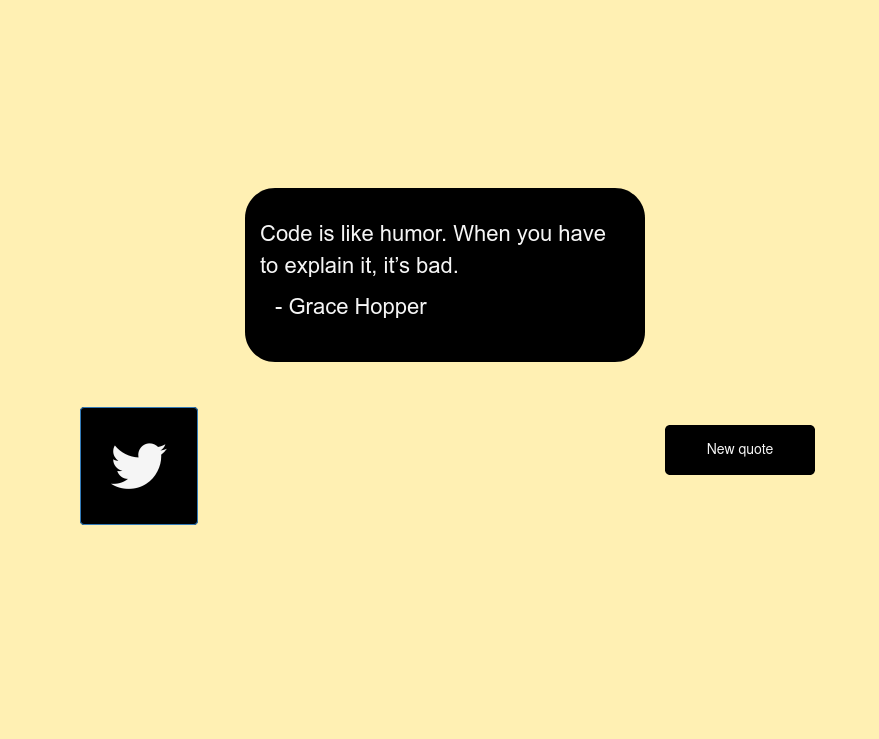 Code is like humor. When you have
to explain it, it’s bad.
- Grace Hopper
New quote